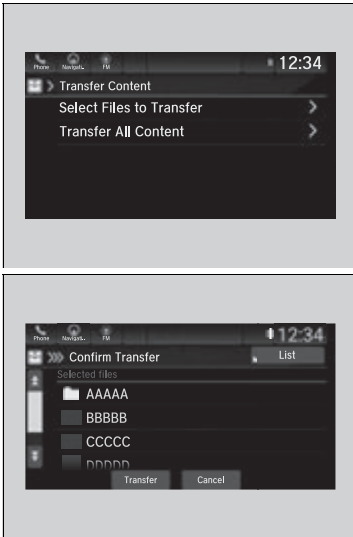 Phone Navigati.. FM 12:34
Transfer Content
Select Files to Transfer
Transfer All Content
Phone Navigati.. FM 12:34
Confirm Transfer List
Selected files
AAAAA
BBBBB
CCCCC
DDDDD
Transfer Cancel